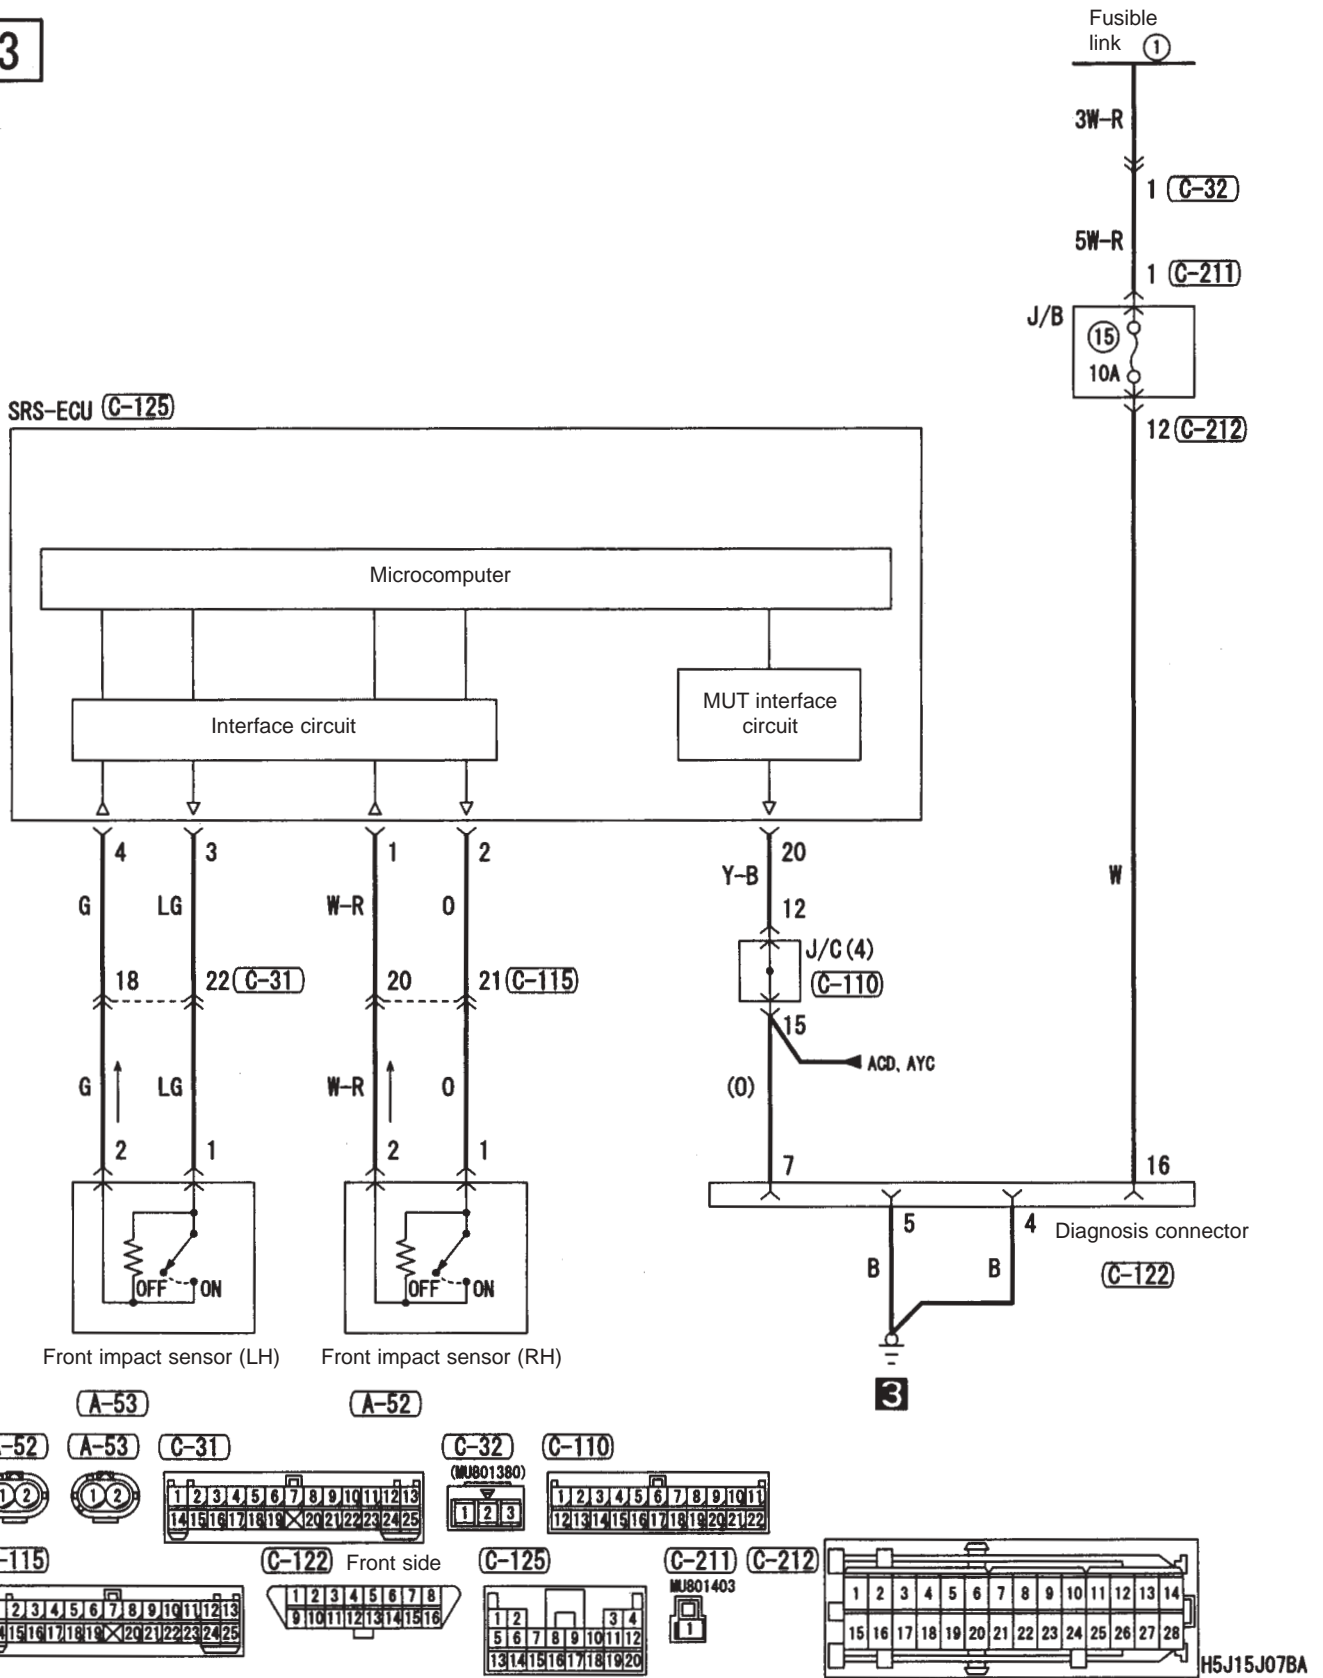 3
Fusible
link 1
3W-R
1 C-32
5W-R
1 C-211
J/B
15
10A
12 C-212
SRS-ECU C-125
Microcomputer
Interface circuit
MUT interface
circuit
4 3 1 2 20
G LG W-R O Y-B W
12
J/C(4)
C-110
18 22 C-31 20 21 C-115
15
ACD, AYC
G LG W-R O (O)
2 1 2 1 7 16
OFF ON OFF ON
5 4 Diagnosis connector
B B C-122
Front impact sensor (LH) Front impact sensor (RH)
3
A-53 A-52
-52 A-53 C-31 C-32 C-110
(MU801380)
1 2 1 2
1 2 3 4 5 6 7 8 9 10 11 12 13
14 15 16 17 18 19 20 21 22 23 24 25
1 2 3
1 2 3 4 5 6 7 8 9 10 11
12 13 14 15 16 17 18 19 20 21 22
-115 C-122 Front side C-125 C-211 C-212
MU801403
2 3 4 5 6 7 8 9 10 11 12 13
4 15 16 17 18 19 20 21 22 23 24 25
1 2 3 4 5 6 7 8
9 10 11 12 13 14 15 16
1 2 3 4
5 6 7 8 9 10 11 12
13 14 15 16 17 18 19 20
1
1 2 3 4 5 6 7 8 9 10 11 12 13 14
15 16 17 18 19 20 21 22 23 24 25 26 27 28
H5J15J07BA